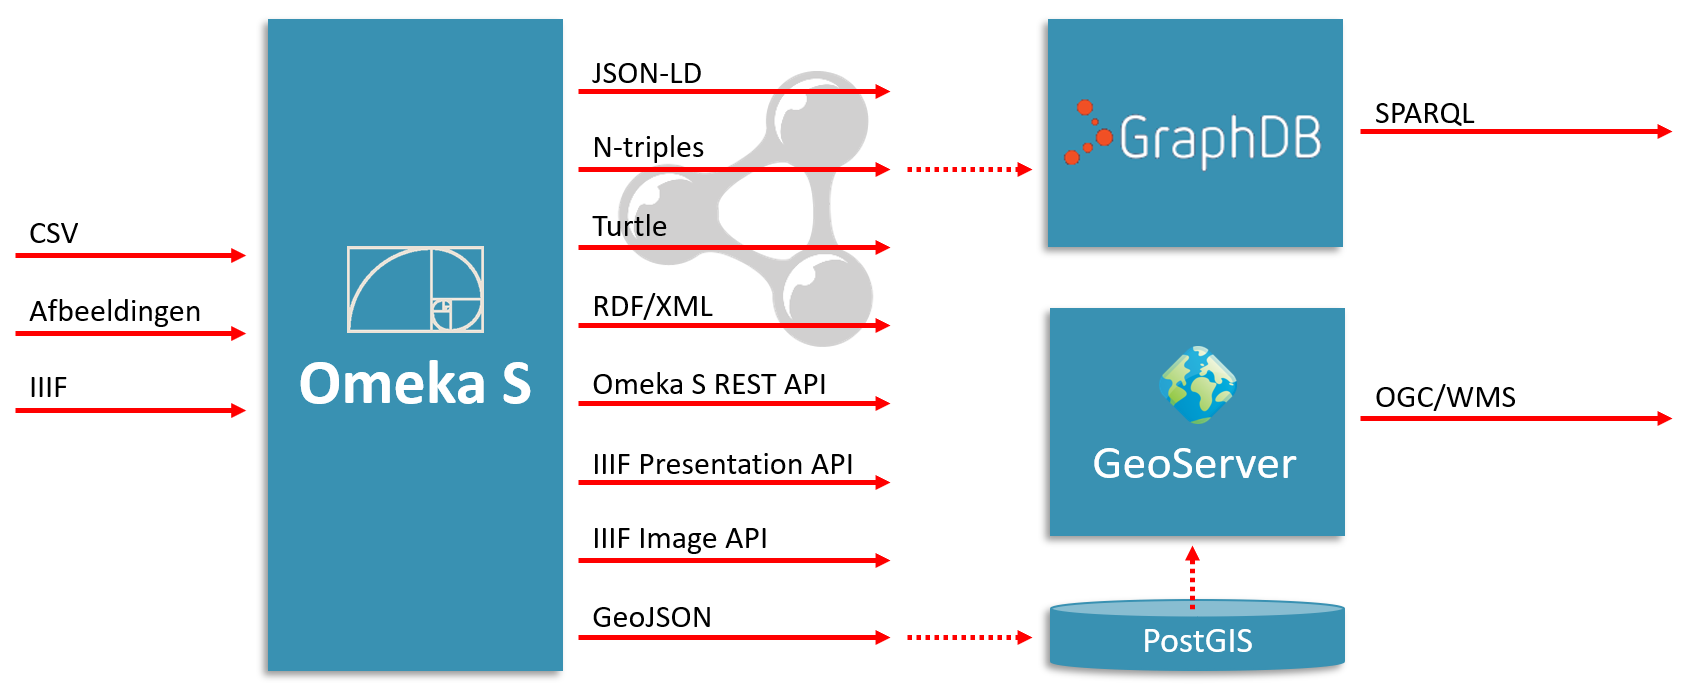 CSV
Afbeeldingen
IIIF
Omeka S
JSON-LD
N-triples
Turtle
RDF/XML
Omeka S REST API
IIIF Presentation API
IIIF Image API
GeoJSON
GraphDB
SPARQL
GeoServer
OGC/WMS
PostGIS